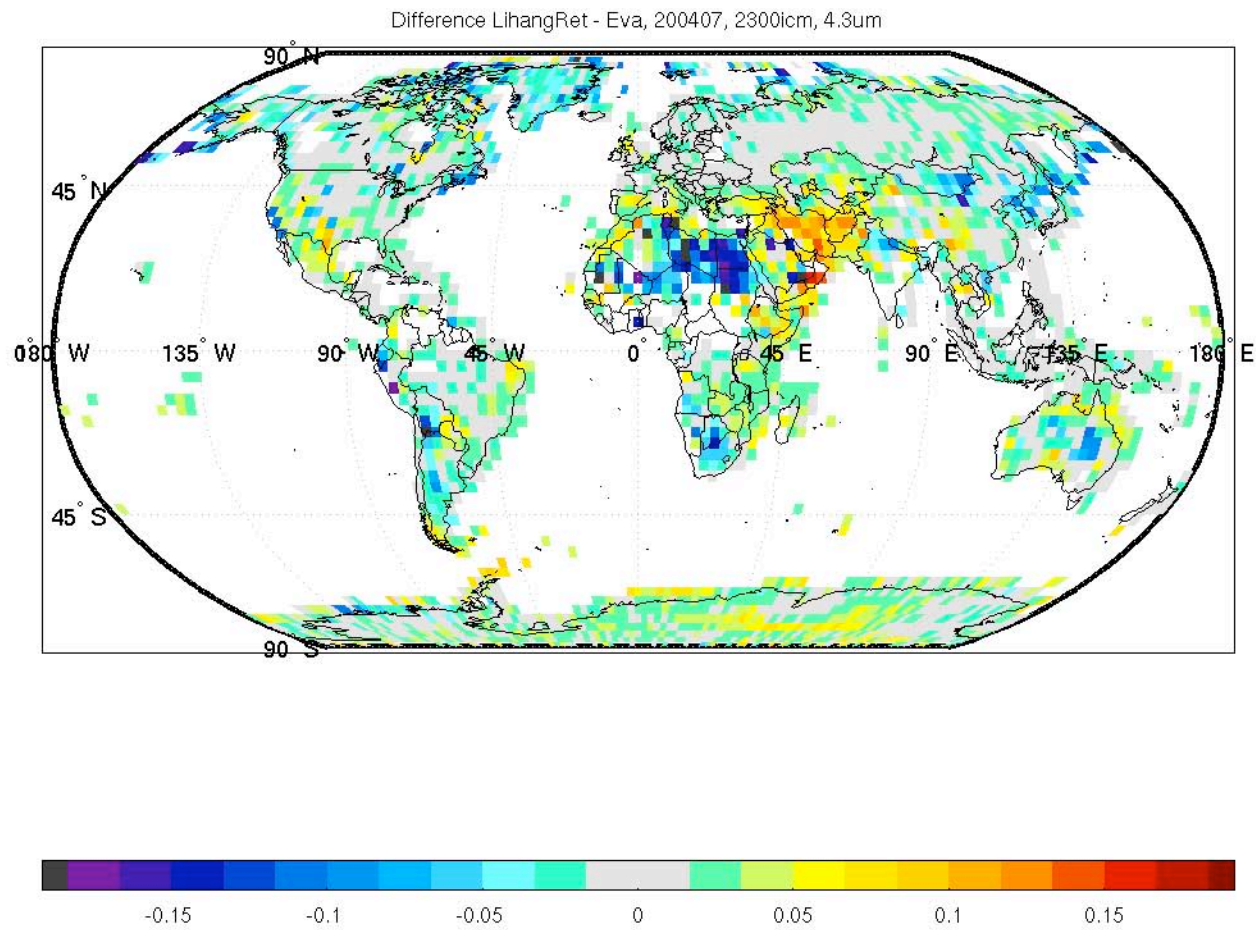 Difference LihangRet - Eva, 200407, 2300icm, 4.3um
90° N
45° N
180° W 135° W 90° W 45° W 0 45° E 90° E 135° E 180° E
45° S
90° S
-0.15 -0.1 -0.05 0 0.05 0.1 0.15